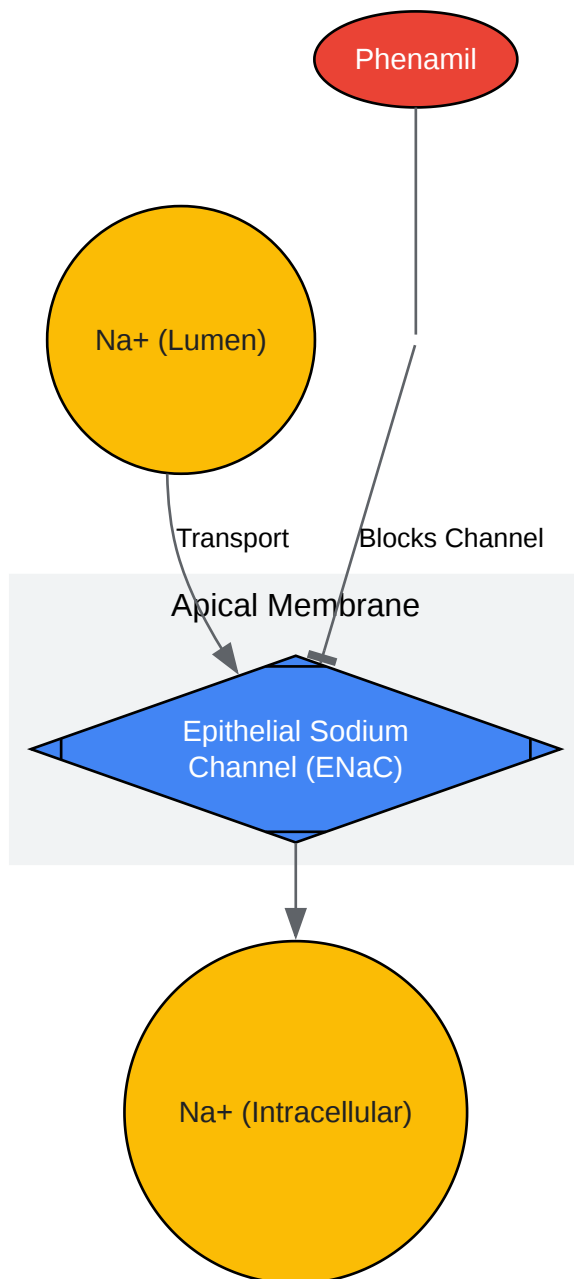 Phenamil
Na+ (Lumen)
Transport
Blocks Channel
Apical Membrane
Epithelial Sodium
Channel (ENaC)
Na+ (Intracellular)